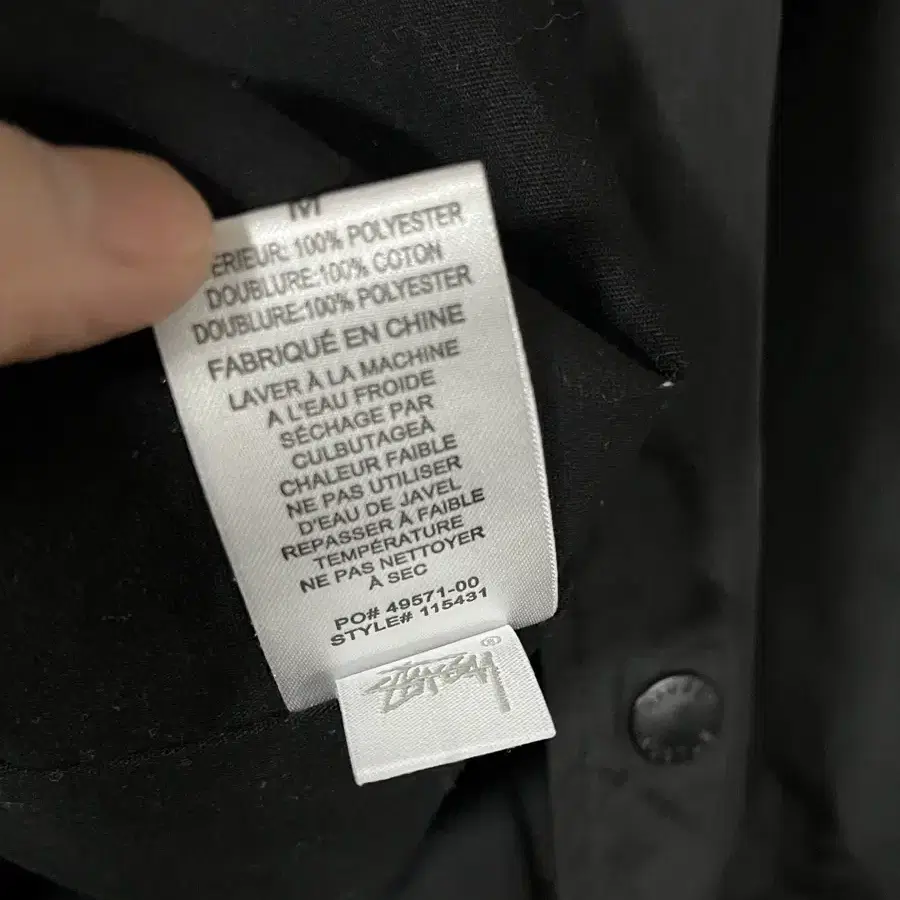 M
ERIEUR: 100% POLYESTER
DOUBLURE:100% COTON
DOUBLURE:100% POLYESTER
FABRIQUÉ EN CHINE
LAVER À LA MACHINE
A L'EAU FROIDE
SÉCHAGE PAR
CULBUTAGEÀ
CHALEUR FAIBLE
NE PAS UTILISER
D'EAU DE JAVEL
REPASSER À FAIBLE
TEMPÉRATURE
NE PAS NETTOYER
À SEC
PO# 49571-00
STYLE# 115431
STUSSY ®